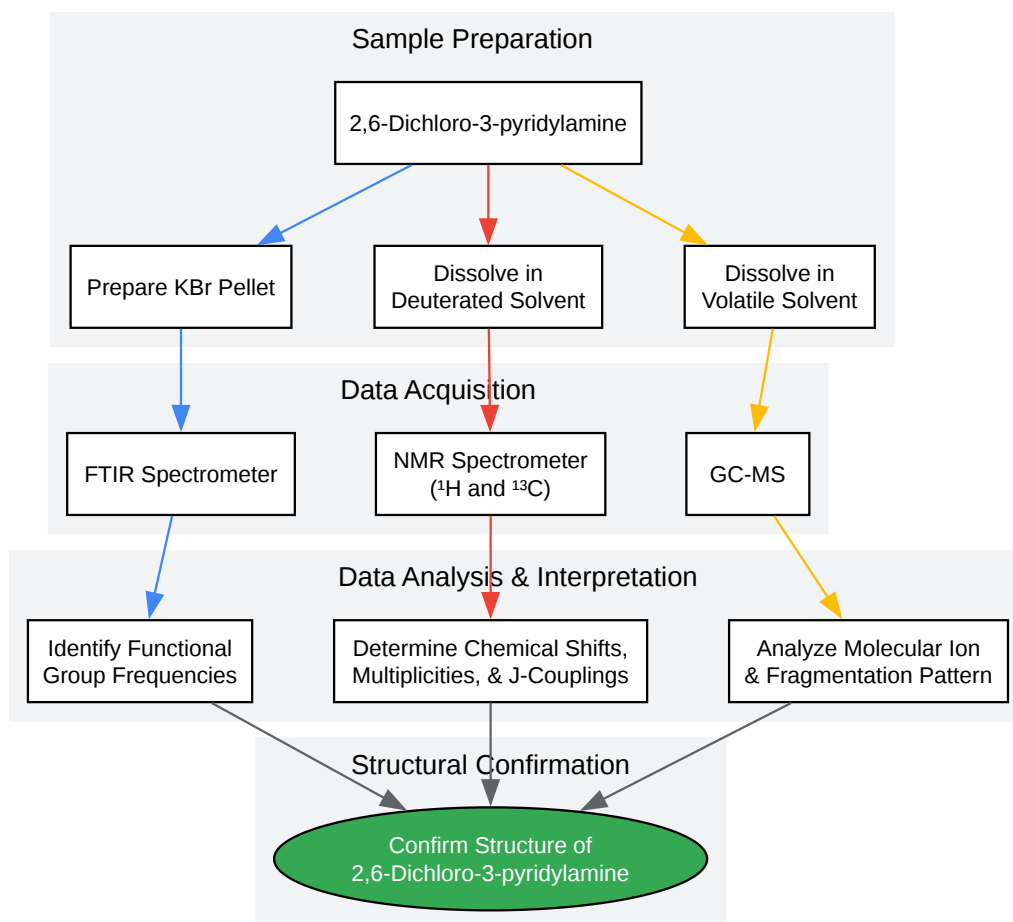 Sample Preparation
2,6-Dichloro-3-pyridylamine
Prepare KBr Pellet
Dissolve in
Deuterated Solvent
Dissolve in
Volatile Solvent
Data Acquisition
FTIR Spectrometer
NMR Spectrometer
(¹H and ¹³C)
GC-MS
Data Analysis & Interpretation
Identify Functional
Group Frequencies
Determine Chemical Shifts,
Multiplicities, & J-Couplings
Analyze Molecular Ion
& Fragmentation Pattern
Structural Confirmation
Confirm Structure of
2,6-Dichloro-3-pyridylamine